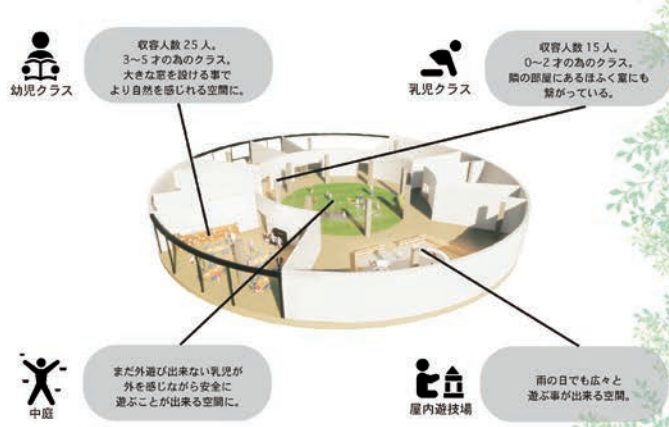 幼児クラス
収容人数 25 人。
3～5 才の為のクラス。
大きな窓を設ける事で
より自然を感じれる空間に。
乳児クラス
収容人数 15 人。
0～2 才の為のクラス。
隣の部屋にあるほふく室にも
繋がっている。
中庭
まだ外遊び出来ない乳児が
外を感じながら安全に
遊ぶことが出来る空間に。
屋内遊技場
雨の日でも広々と
遊ぶ事が出来る空間。